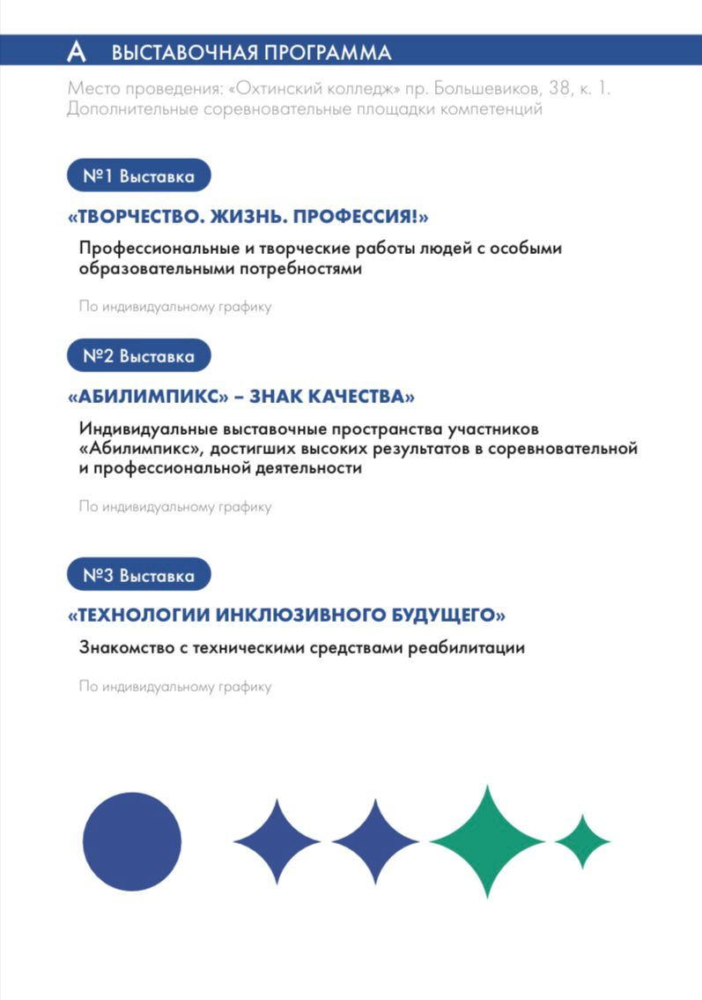 А ВЫСТАВОЧНАЯ ПРОГРАММА
Место проведения: «Охтинский колледж» пр. Большевиков, 38, к. 1.
Дополнительные соревновательные площадки компетенций
№1 Выставка
«ТВОРЧЕСТВО. ЖИЗНЬ. ПРОФЕССИЯ!»
Профессиональные и творческие работы людей с особыми
образовательными потребностями
По индивидуальному графику
№2 Выставка
«АБИЛИМПИКС» – ЗНАК КАЧЕСТВА»
Индивидуальные выставочные пространства участников
«Абилимпикс», достигших высоких результатов в соревновательной
и профессиональной деятельности
По индивидуальному графику
№3 Выставка
«ТЕХНОЛОГИИ ИНКЛЮЗИВНОГО БУДУЩЕГО»
Знакомство с техническими средствами реабилитации
По индивидуальному графику